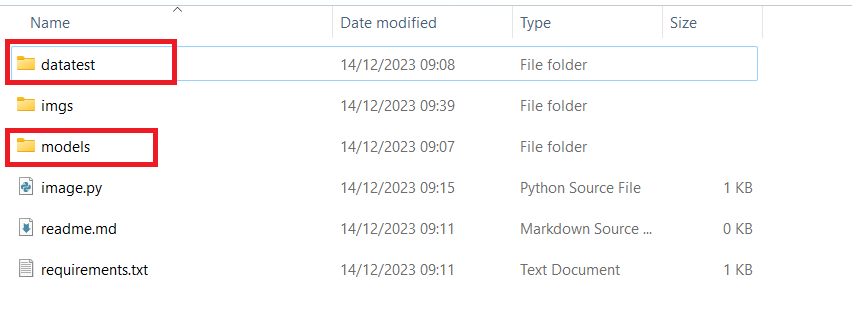 Name Date modified Type Size
datatest 14/12/2023 09:08 File folder
imgs 14/12/2023 09:39 File folder
models 14/12/2023 09:07 File folder
image.py 14/12/2023 09:15 Python Source File 1 KB
readme.md 14/12/2023 09:11 Markdown Source ... 0 KB
requirements.txt 14/12/2023 09:11 Text Document 1 KB